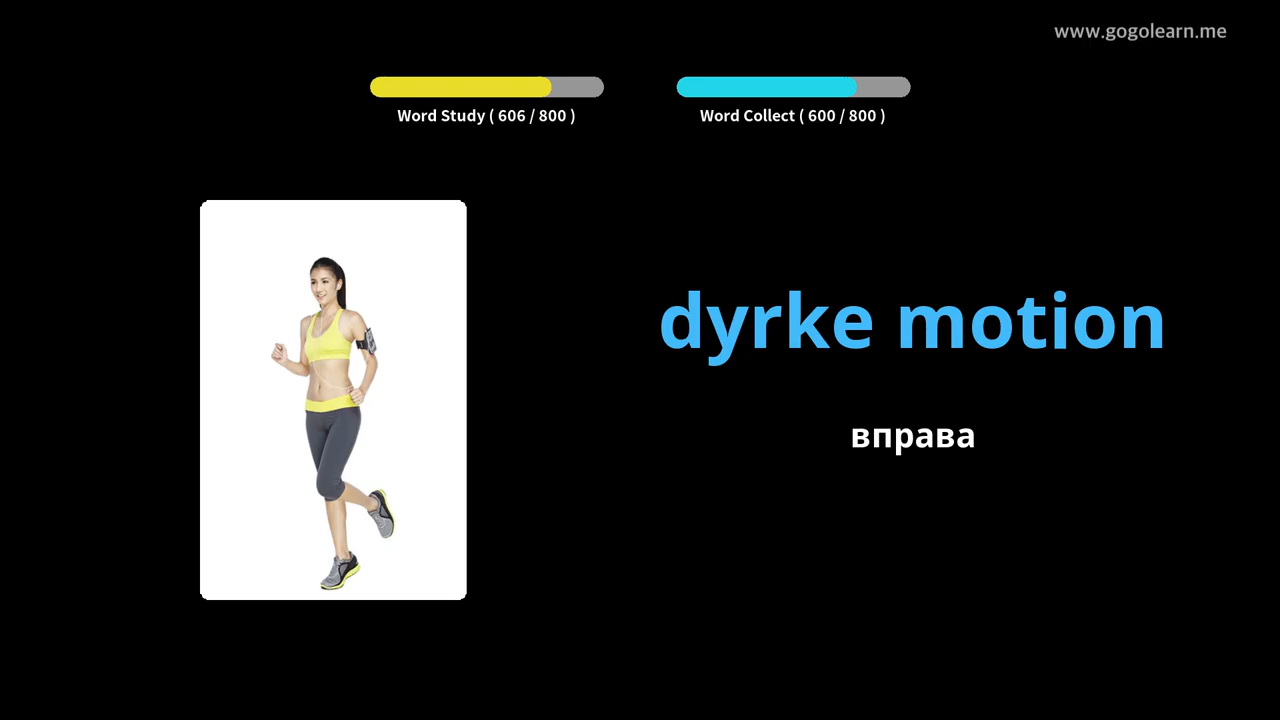 www.gogolearn.me
Word Study ( 606 / 800 )
Word Collect ( 600 / 800 )
dyrke motion
вправа